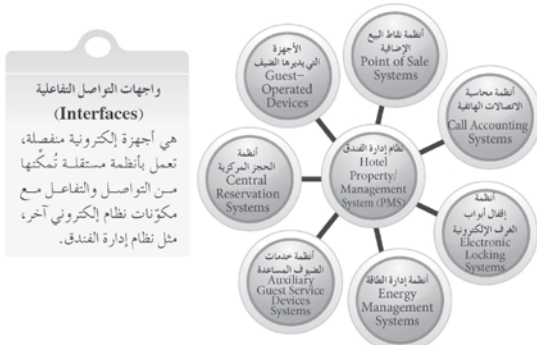 واجهات التواصل التفاعلية
(Interfaces)
هي أجهزة إلكترونية منفصلة،
تعمل بأنظمة مستقلة تُمكّنها
من التواصل والتفاعل مع
مكوّنات نظام إلكتروني آخر،
مثل نظام إدارة الفندق.
أنظمة نقاط البيع
الإضافية
Point of Sale
Systems
أنظمة محاسبة
الاتصالات الهاتفية
Call Accounting
Systems
أنظمة
إقفال أبواب
الغرف الإلكترونية
Electronic
Locking
Systems
أنظمة إدارة الطاقة
Energy
Management
Systems
أنظمة خدمات
الضيوف المساعدة
Auxiliary
Guest Service
Devices
Systems
أنظمة
الحجز المركزية
Central
Reservation
Systems
الأجهزة
التي يديرها الضيف
Guest-
Operated
Devices
نظام إدارة الفندق
Hotel
Property/
Management
System (PMS)